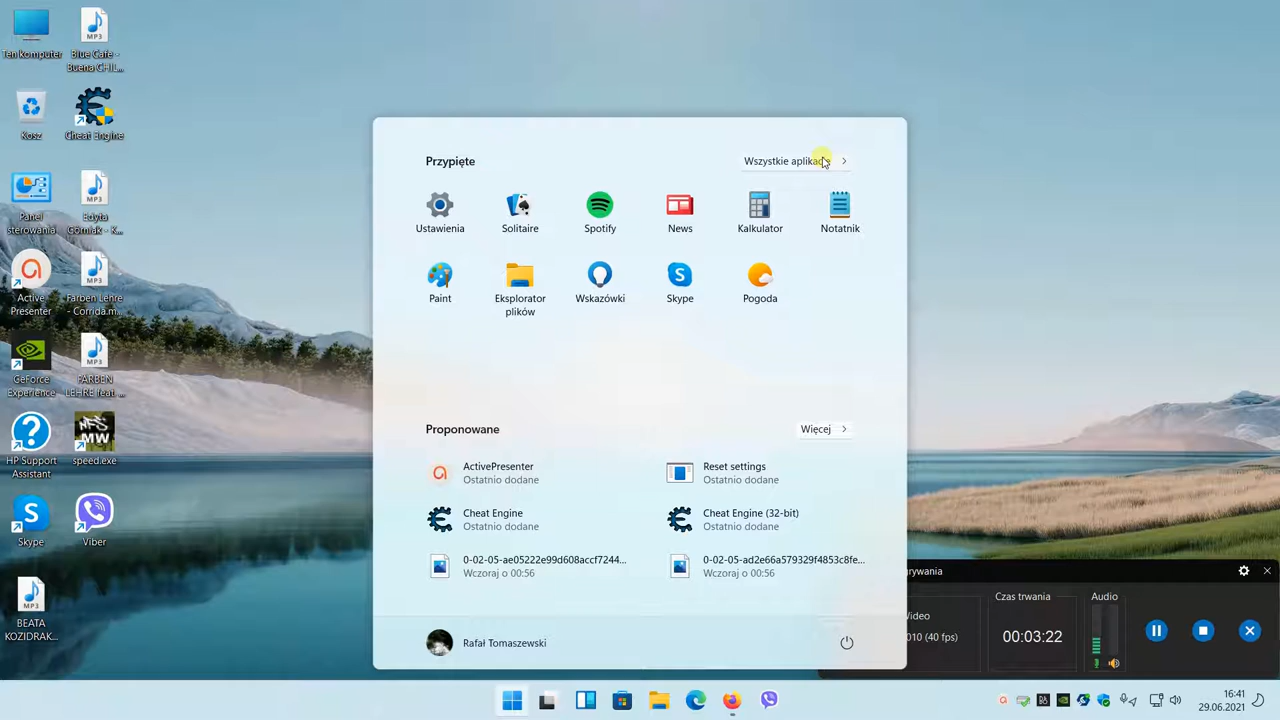 Ten komputer
Blue Cafe -
Buena CHIL...
Kosz
Cheat Engine
Panel
sterowania
Edyta
Górniak - K...
Active
Presenter
Farben Lehre
- Corrida.m...
GeForce
Experience
FARBEN
LEHRE feat ...
HP Support
Assistant
speed.exe
Skype
Viber
BEATA
KOZIDRAK...
Przypięte
Wszystkie
Ustawienia
Solitaire
Spotify
News
Kalkulator
Notatnik
Paint
Eksplorator
plików
Wskazówki
Skype
Pogoda
Proponowane
Więcej
ActivePresenter
Ostatnio dodane
Reset settings
Ostatnio dodane
Cheat Engine
Ostatnio dodane
Cheat Engine (32-bit)
Ostatnio dodane
0-02-05-ae05222e99d608accf7244...
Wczoraj o 00:56
0-02-05-ad2e66a579329f4853c8fe...
Wczoraj o 00:56
Rafał Tomaszewski
grywania
Video
010 (40 fps)
Czas trwania
00:03:22
Audio
16:41
29.06.2021